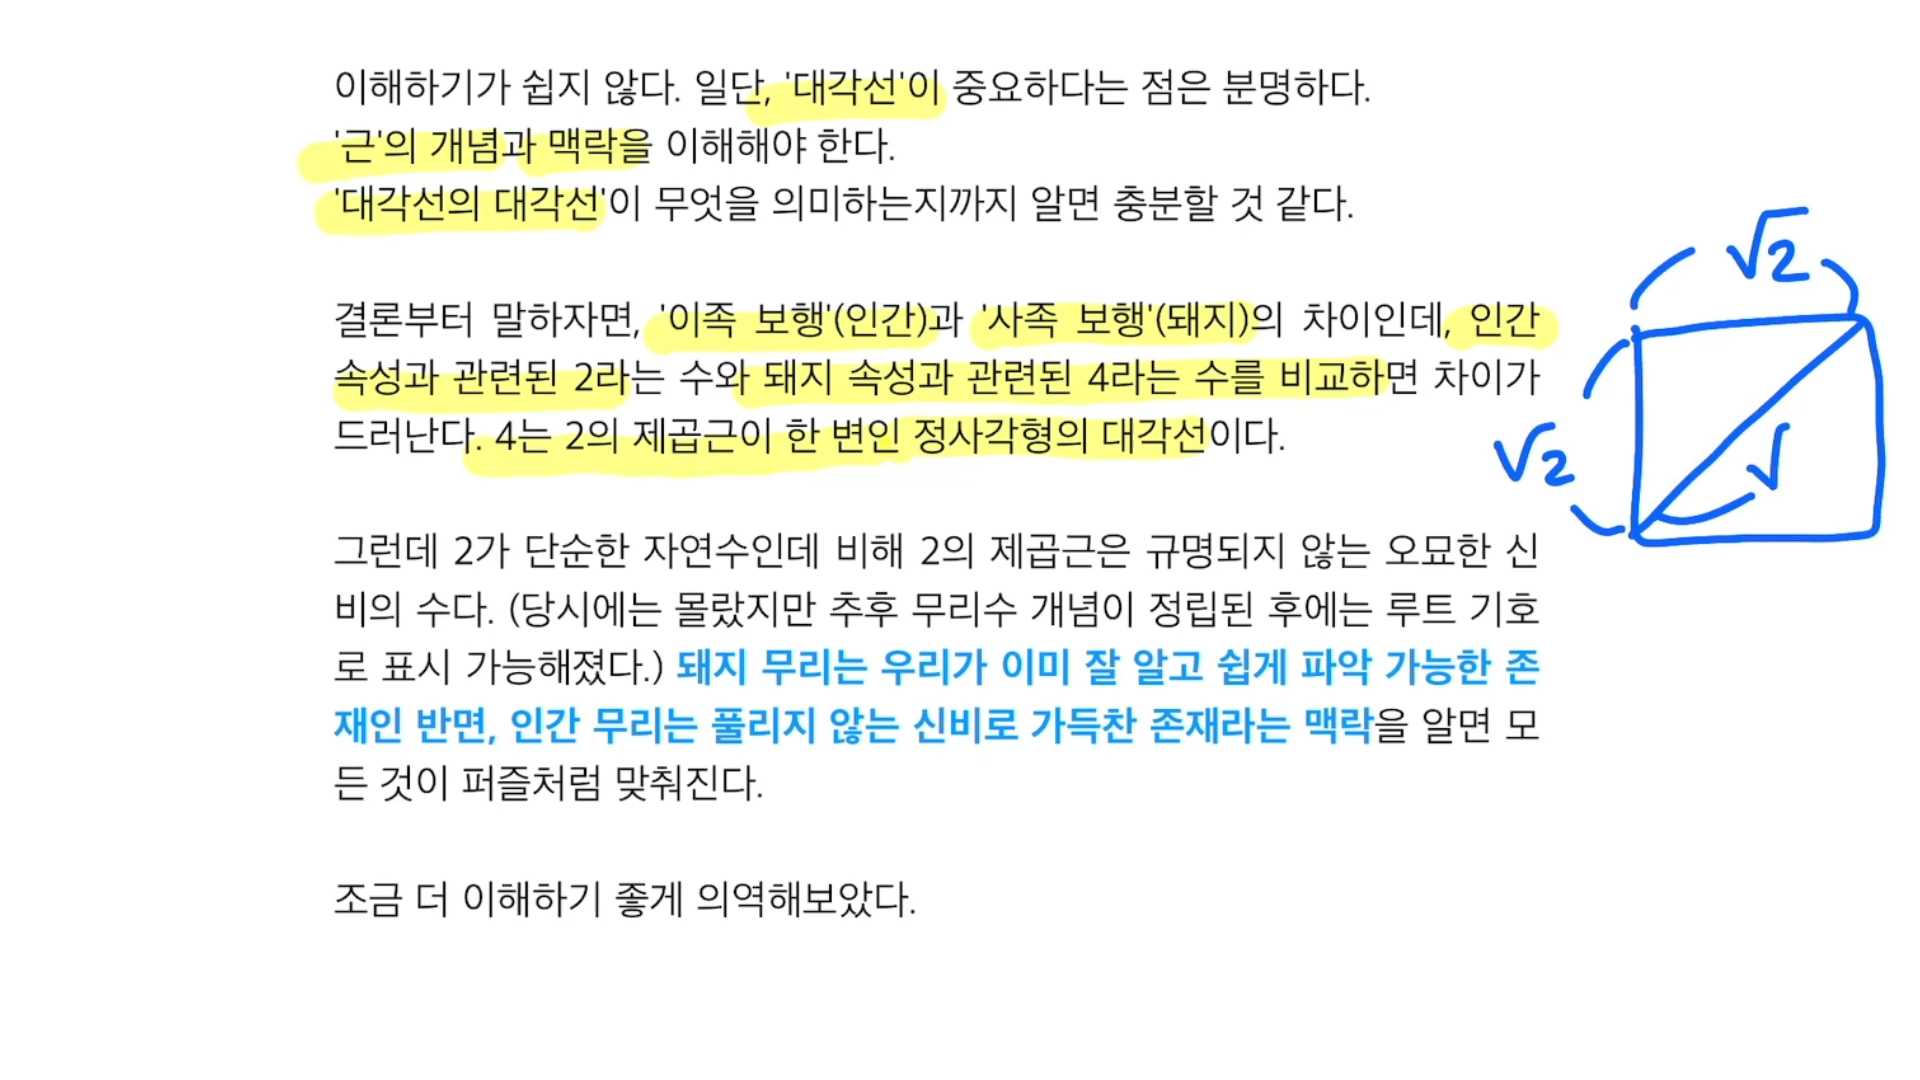 이해하기가 쉽지 않다. 일단, '대각선'이 중요하다는 점은 분명하다.
'근'의 개념과 맥락을 이해해야 한다.
'대각선의 대각선'이 무엇을 의미하는지까지 알면 충분할 것 같다.
결론부터 말하자면, '이족 보행'(인간)과 '사족 보행'(돼지)의 차이인데, 인간
속성과 관련된 2라는 수와 돼지 속성과 관련된 4라는 수를 비교하면 차이가
드러난다. 4는 2의 제곱근이 한 변인 정사각형의 대각선이다.
그런데 2가 단순한 자연수인데 비해 2의 제곱근은 규명되지 않는 오묘한 신
비의 수다. (당시에는 몰랐지만 추후 무리수 개념이 정립된 후에는 루트 기호
로 표시 가능해졌다.) 돼지 무리는 우리가 이미 잘 알고 쉽게 파악 가능한 존
재인 반면, 인간 무리는 풀리지 않는 신비로 가득찬 존재라는 맥락을 알면 모
든 것이 퍼즐처럼 맞춰진다.
조금 더 이해하기 좋게 의역해보았다.
√2
√2
√